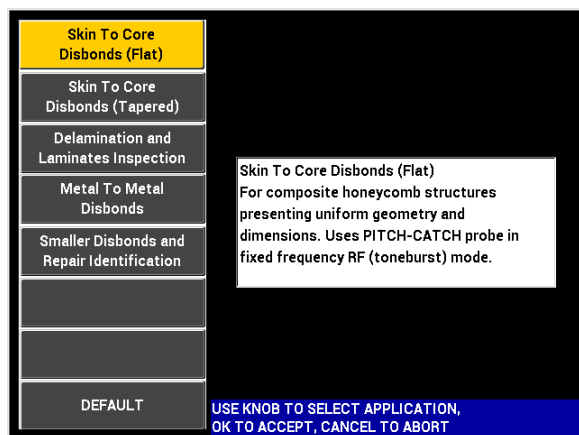 Skin To Core
Disbonds (Flat)
Skin To Core
Disbonds (Tapered)
Delamination and
Laminates Inspection
Metal To Metal
Disbonds
Smaller Disbonds and
Repair Identification
DEFAULT
Skin To Core Disbonds (Flat)
For composite honeycomb structures
presenting uniform geometry and
dimensions. Uses PITCH-CATCH probe in
fixed frequency RF (toneburst) mode.
USE KNOB TO SELECT APPLICATION,
OK TO ACCEPT, CANCEL TO ABORT